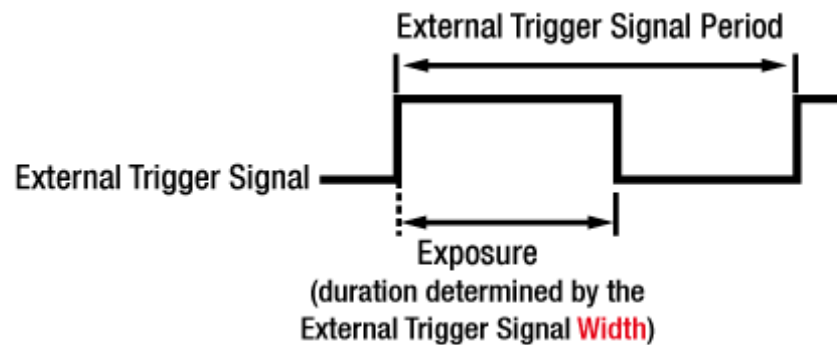 External Trigger Signal Period
External Trigger Signal
Exposure
(duration determined by the
External Trigger Signal Width)